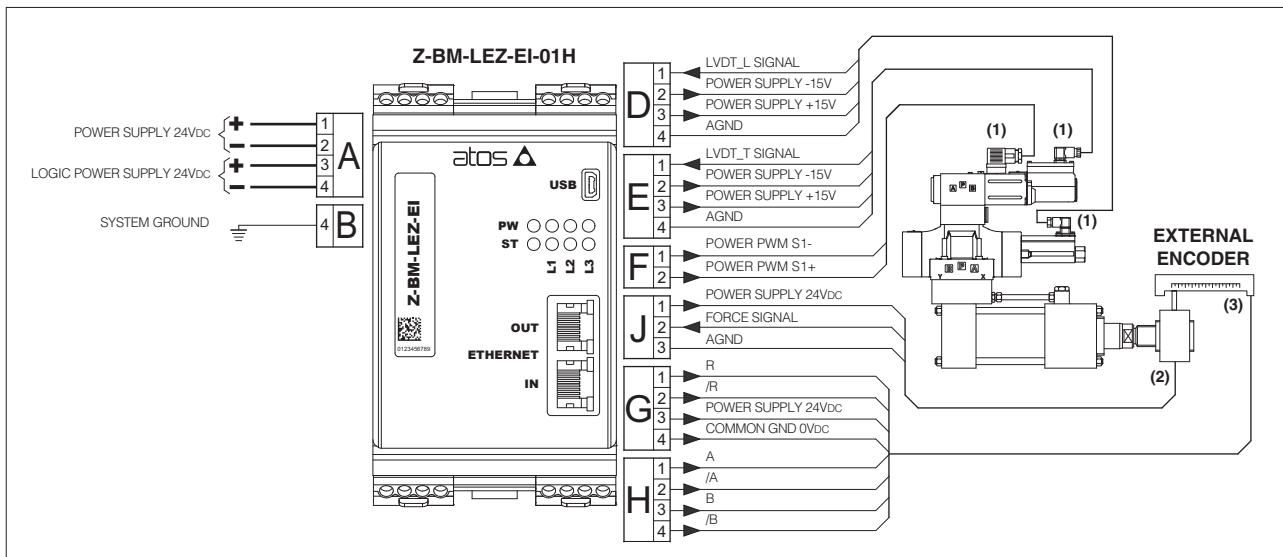 Z-BM-LEZ-EI-01H
POWER SUPPLY 24VDC
+
-
LOGIC POWER SUPPLY 24VDC
+
-
1
2
3
4
A
SYSTEM GROUND
4
B
atos
USB
PW
ST
L1
L2
L3
Z-BM-LEZ-EI
0123456789
OUT
ETHERNET
IN
D
1 LVDT_L SIGNAL
2 POWER SUPPLY -15V
3 POWER SUPPLY +15V
4 AGND
E
1 LVDT_T SIGNAL
2 POWER SUPPLY -15V
3 POWER SUPPLY +15V
4 AGND
F
1 POWER PWM S1-
2 POWER PWM S1+
J
1 POWER SUPPLY 24VDC
2 FORCE SIGNAL
3 AGND
G
1 R
2 /R
3 POWER SUPPLY 24VDC
4 COMMON GND 0VDC
H
1 A
2 /A
3 B
4 /B
(1)
(1)
A P B
(1)
B P A
Y X
EXTERNAL
ENCODER
(3)
(2)